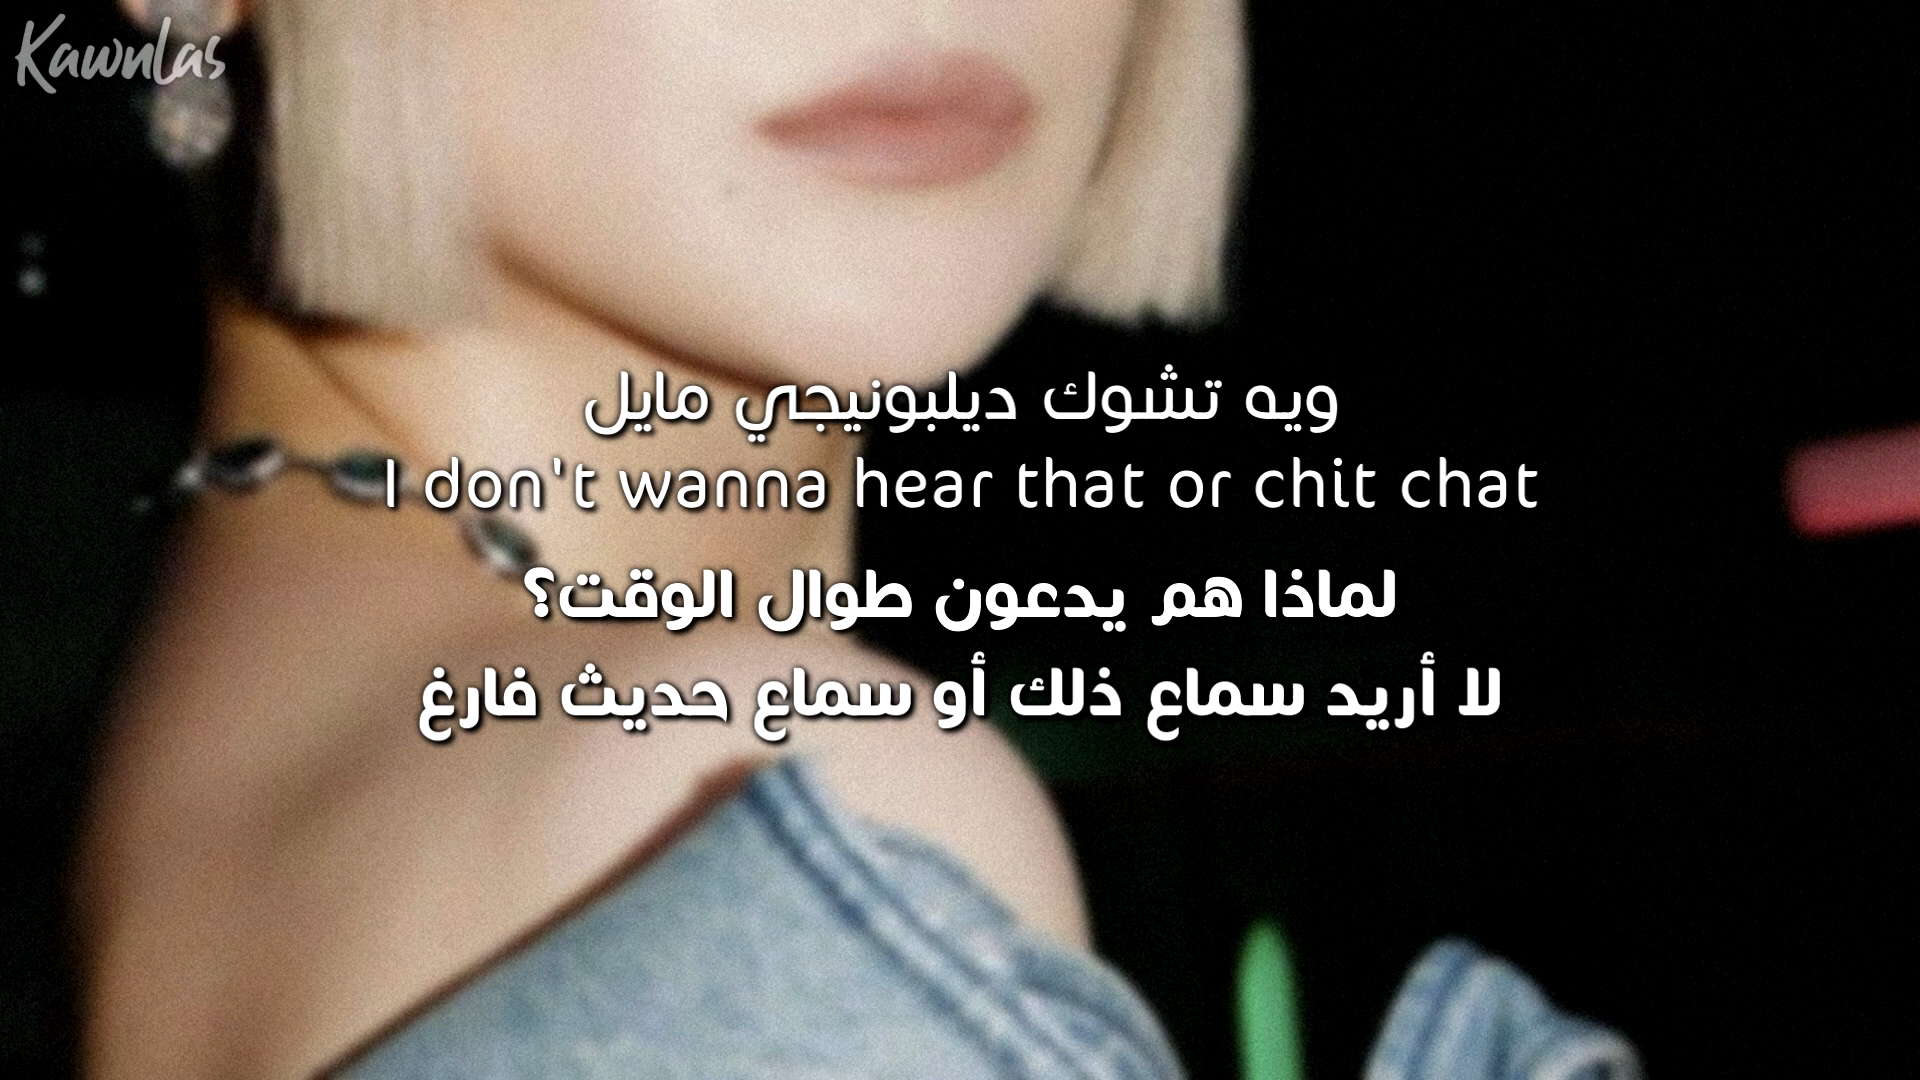 Kawnlas
ويه تشوك ديلبونيجي مايل
I don't wanna hear that or chit chat
لماذا هم يدعون طوال الوقت؟
لا أريد سماع ذلك أو سماع حديث فارغ